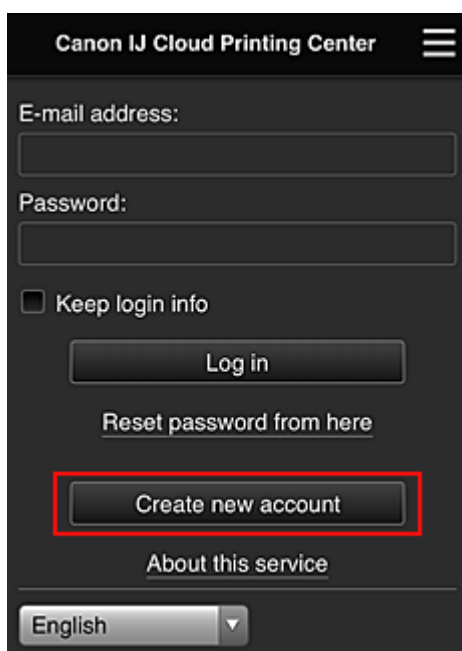 Canon IJ Cloud Printing Center
E-mail address:
Password:
Keep login info
Log in
Reset password from here
Create new account
About this service
English